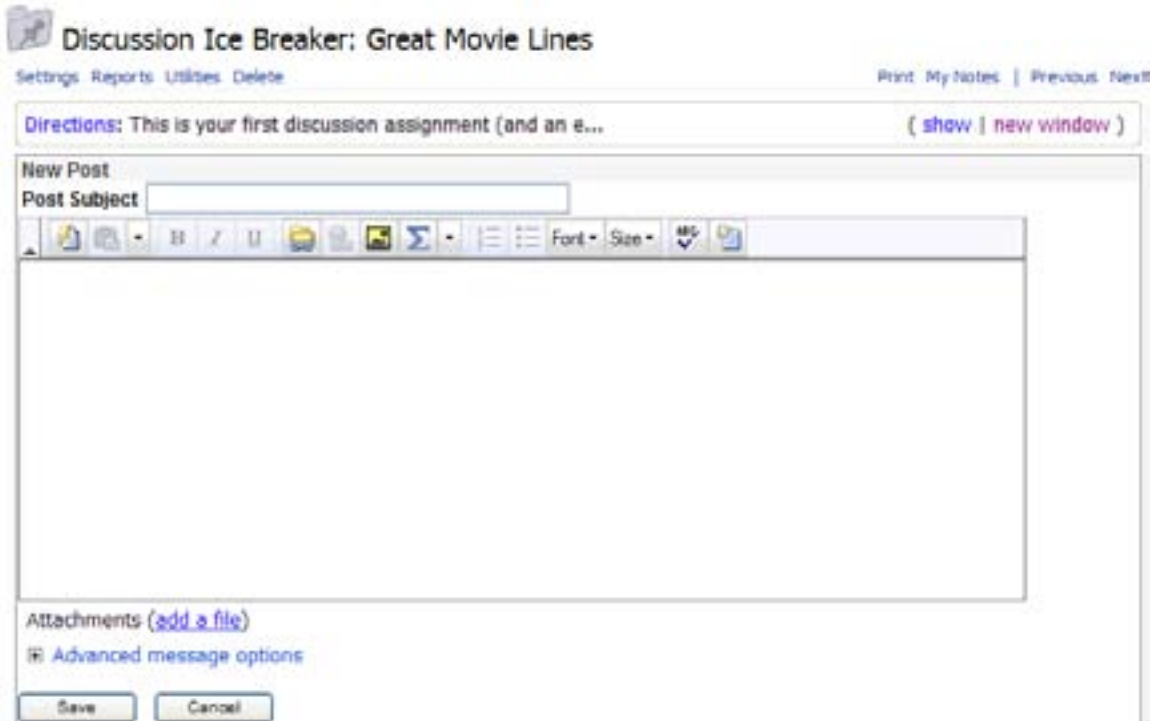 Discussion Ice Breaker: Great Movie Lines
Settings Reports Utilities Delete Print My Notes | Previous Next
Directions: This is your first discussion assignment (and an e... ( show | new window )
New Post
Post Subject
B I U Font Size ABC
Attachments (add a file)
Advanced message options
Save Cancel